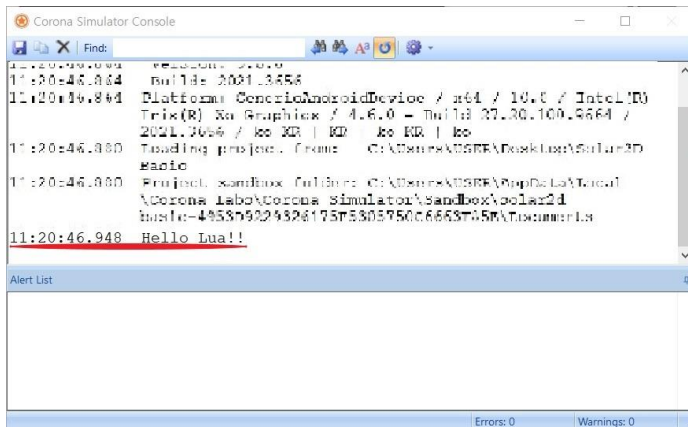 Corona Simulator Console
Find:
11:20:46.864 Build: 2021.3656
11:20:46.864 Platform: GenericAndroidDevice / x64 / 10.0 / Intel(R)
Iris(R) Xe Graphics / 4.6.0 - Build 27.20.100.9664 /
2021.3656 / ko_KR | KR | ko_KR | ko
11:20:46.880 Loading project from: C:\Users\USER\Desktop\Solar2D
Basic
11:20:46.880 Project sandbox folder: C:\Users\USER\AppData\Local
\Corona Labs\Corona Simulator\Sandbox\solar2d
11:20:46.948 Hello Lua!!
Alert List
Errors: 0 Warnings: 0